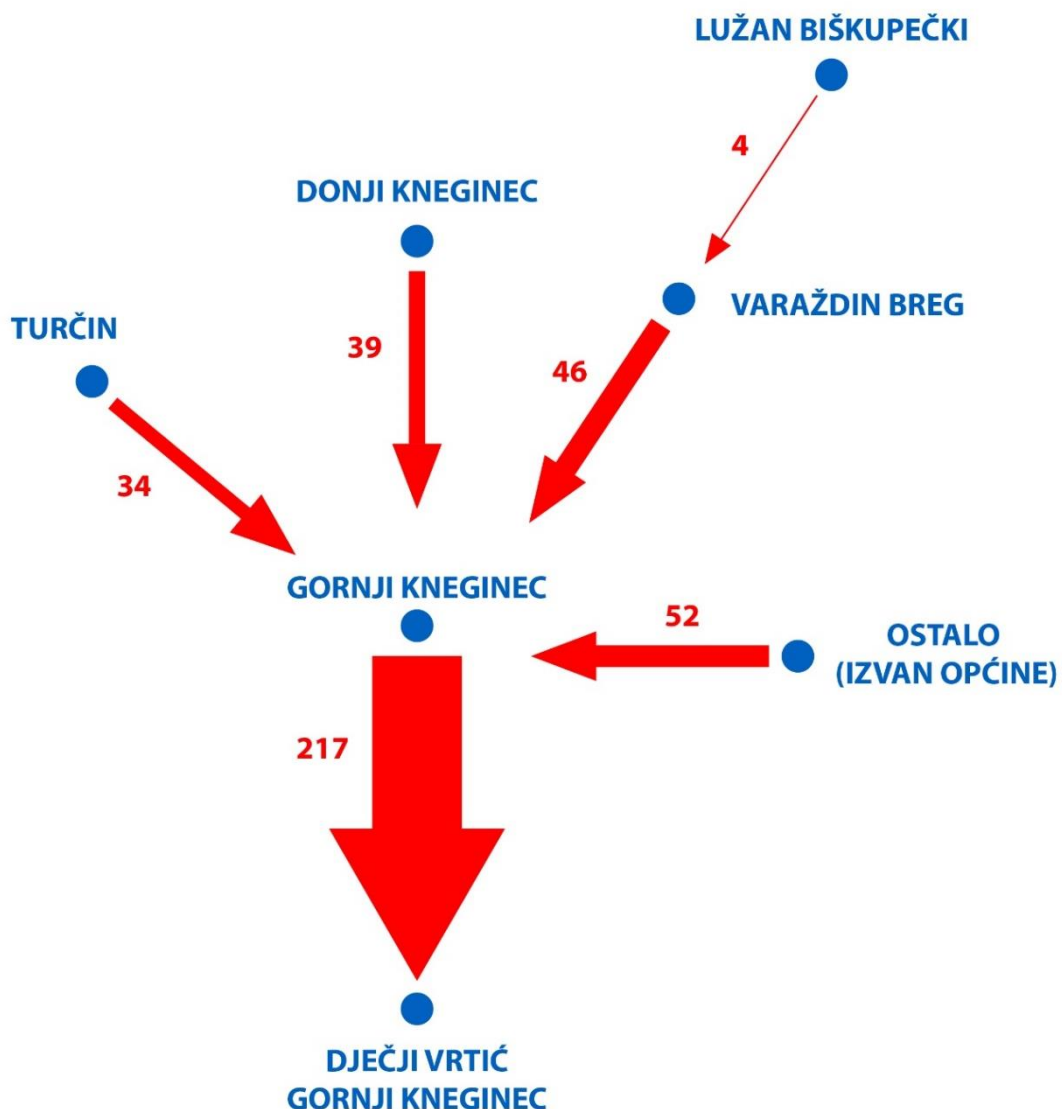 LUŽAN BIŠKUPEČKI
4
DONJI KNEGINEC
VARAŽDIN BREG
TURČIN
39
46
34
GORNJI KNEGINEC
52
OSTALO
(IZVAN OPĆINE)
217
DJEČJI VRTIĆ
GORNJI KNEGINEC